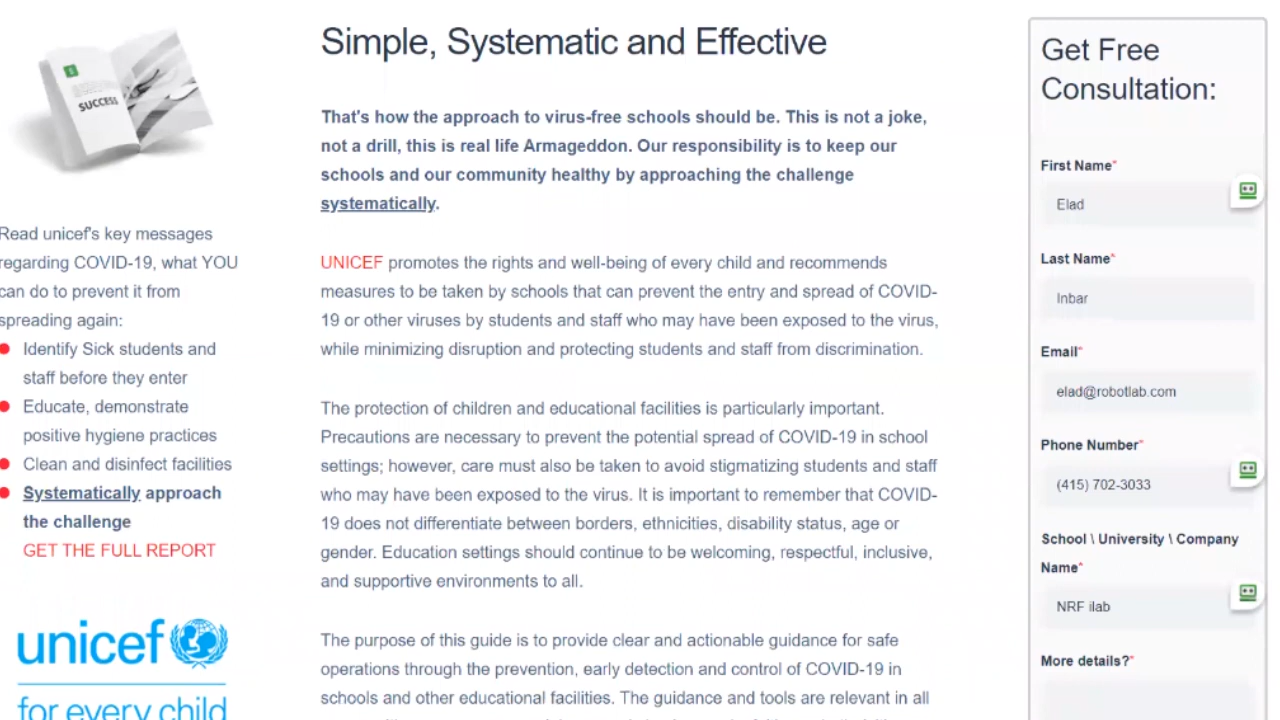 SUCCESS
Read unicef's key messages
regarding COVID-19, what YOU
can do to prevent it from
spreading again:
Identify Sick students and
staff before they enter
Educate, demonstrate
positive hygiene practices
Clean and disinfect facilities
Systematically approach
the challenge
GET THE FULL REPORT
unicef
for every child
Simple, Systematic and Effective
That's how the approach to virus-free schools should be. This is not a joke,
not a drill, this is real life Armageddon. Our responsibility is to keep our
schools and our community healthy by approaching the challenge
systematically.
UNICEF promotes the rights and well-being of every child and recommends
measures to be taken by schools that can prevent the entry and spread of COVID-
19 or other viruses by students and staff who may have been exposed to the virus,
while minimizing disruption and protecting students and staff from discrimination.
The protection of children and educational facilities is particularly important.
Precautions are necessary to prevent the potential spread of COVID-19 in school
settings; however, care must also be taken to avoid stigmatizing students and staff
who may have been exposed to the virus. It is important to remember that COVID-
19 does not differentiate between borders, ethnicities, disability status, age or
gender. Education settings should continue to be welcoming, respectful, inclusive,
and supportive environments to all.
The purpose of this guide is to provide clear and actionable guidance for safe
operations through the prevention, early detection and control of COVID-19 in
schools and other educational facilities. The guidance and tools are relevant in all
Get Free
Consultation:
First Name*
Elad
Last Name*
Inbar
Email*
elad@robotlab.com
Phone Number*
(415) 702-3033
School \ University \ Company
Name*
NRF ilab
More details?*